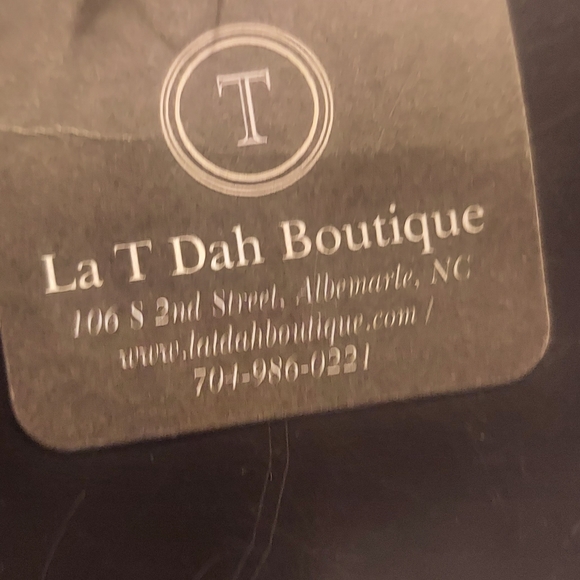 T
La T Dah Boutique
106 S 2nd Street, Albemarle, NC
www.latdahboutique.com /
704-986-0221